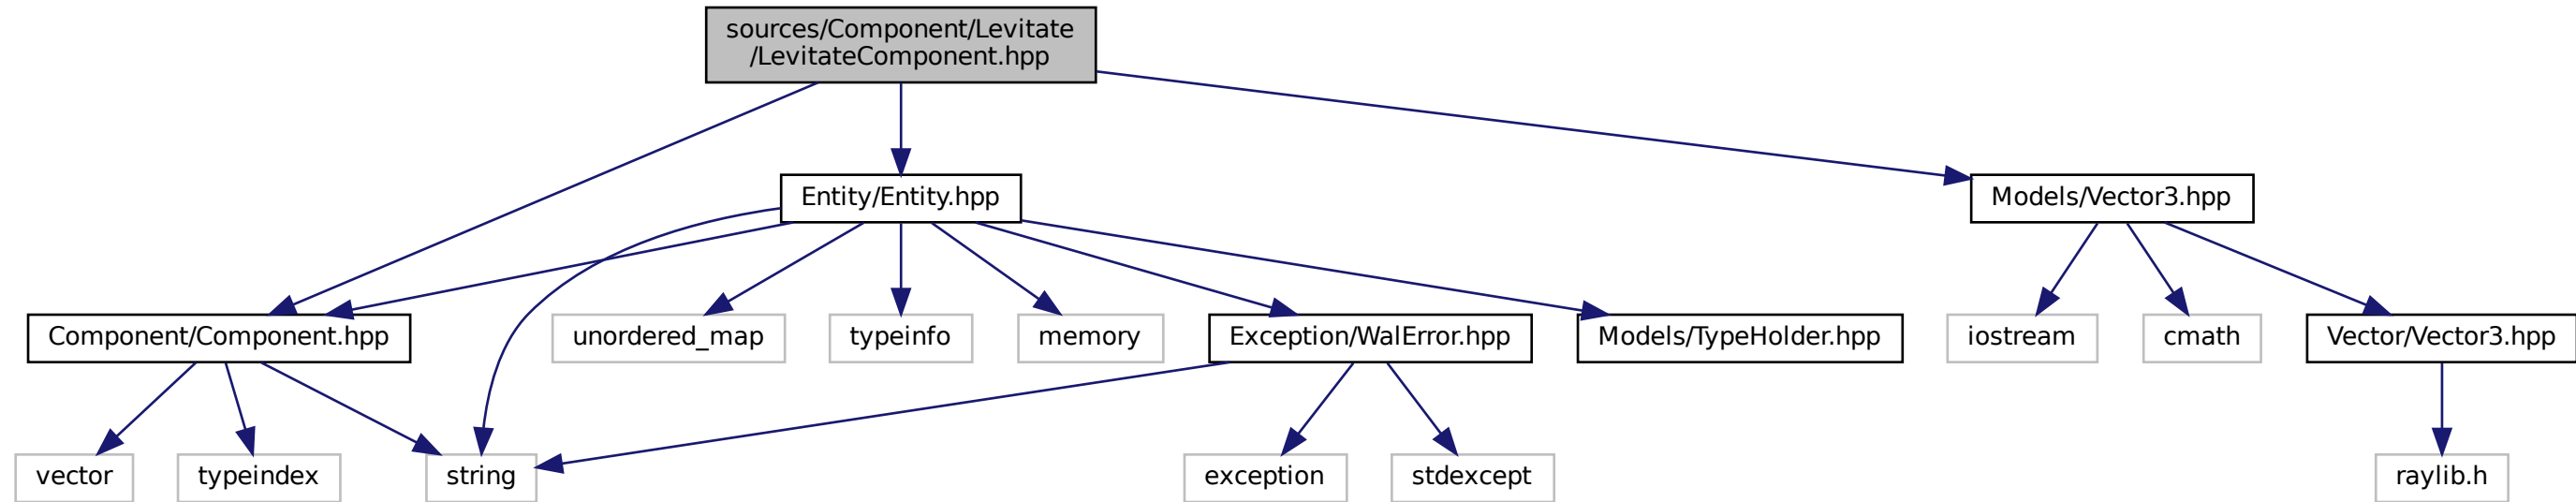 sources/Component/Levitate
/LevitateComponent.hpp
Entity/Entity.hpp
Models/Vector3.hpp
Component/Component.hpp
unordered_map
typeinfo
memory
Exception/WalError.hpp
Models/TypeHolder.hpp
iostream
cmath
Vector/Vector3.hpp
vector
typeindex
string
exception
stdexcept
raylib.h